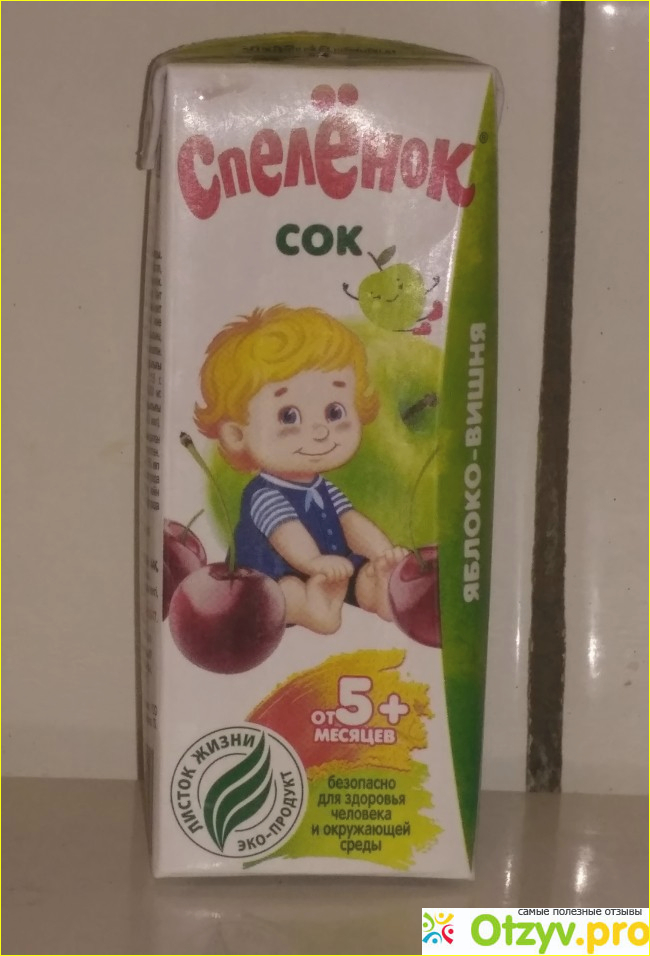 Спелёнок®
сок
ЯБЛОКО-ВИШНЯ
от 5+
МЕСЯЦЕВ
ЛИСТОК ЖИЗНИ
ЭКО-ПРОДУКТ
безопасно
для здоровья
человека
и окружающей
среды
самые полезные отзывы
Otzyv.pro